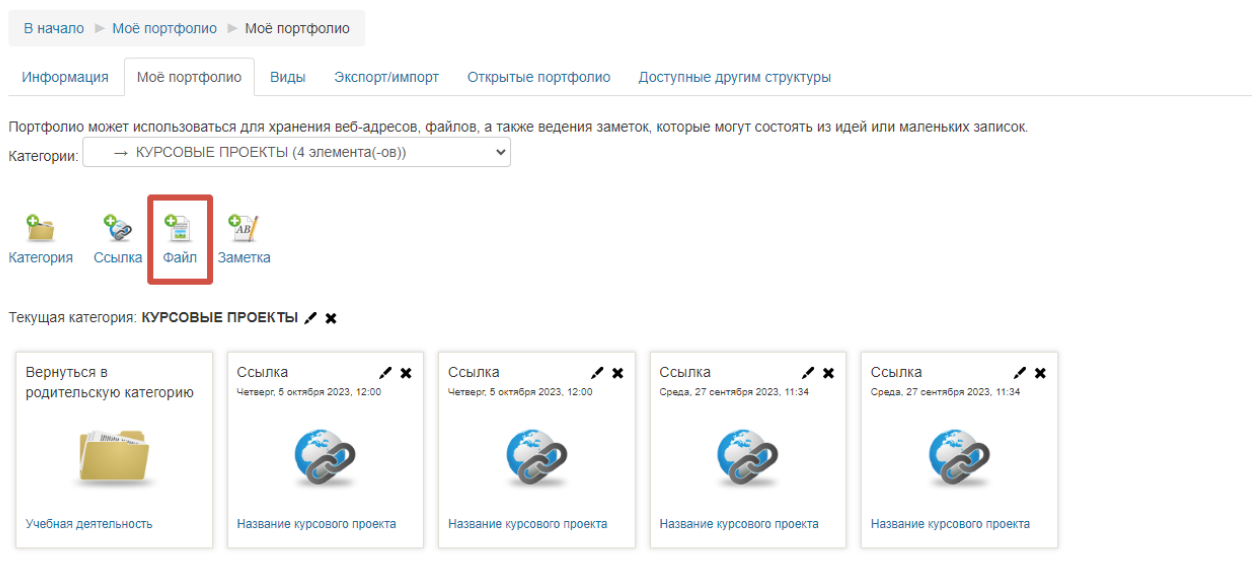 В начало ► Моё портфолио ► Моё портфолио
Информация Моё портфолио Виды Экспорт/импорт Открытые портфолио Доступные другим структуры
Портфолио может использоваться для хранения веб-адресов, файлов, а также ведения заметок, которые могут состоять из идей или маленьких записок.
Категории: → КУРСОВЫЕ ПРОЕКТЫ (4 элемента(-ов))
AB
Категория Ссылка Файл Заметка
Текущая категория: КУРСОВЫЕ ПРОЕКТЫ
Вернуться в
родительскую категорию
Учебная деятельность
Ссылка
Четверг, 5 октября 2023, 12:00
Название курсового проекта
Ссылка
Четверг, 5 октября 2023, 12:00
Название курсового проекта
Ссылка
Среда, 27 сентября 2023, 11:34
Название курсового проекта
Ссылка
Среда, 27 сентября 2023, 11:34
Название курсового проекта